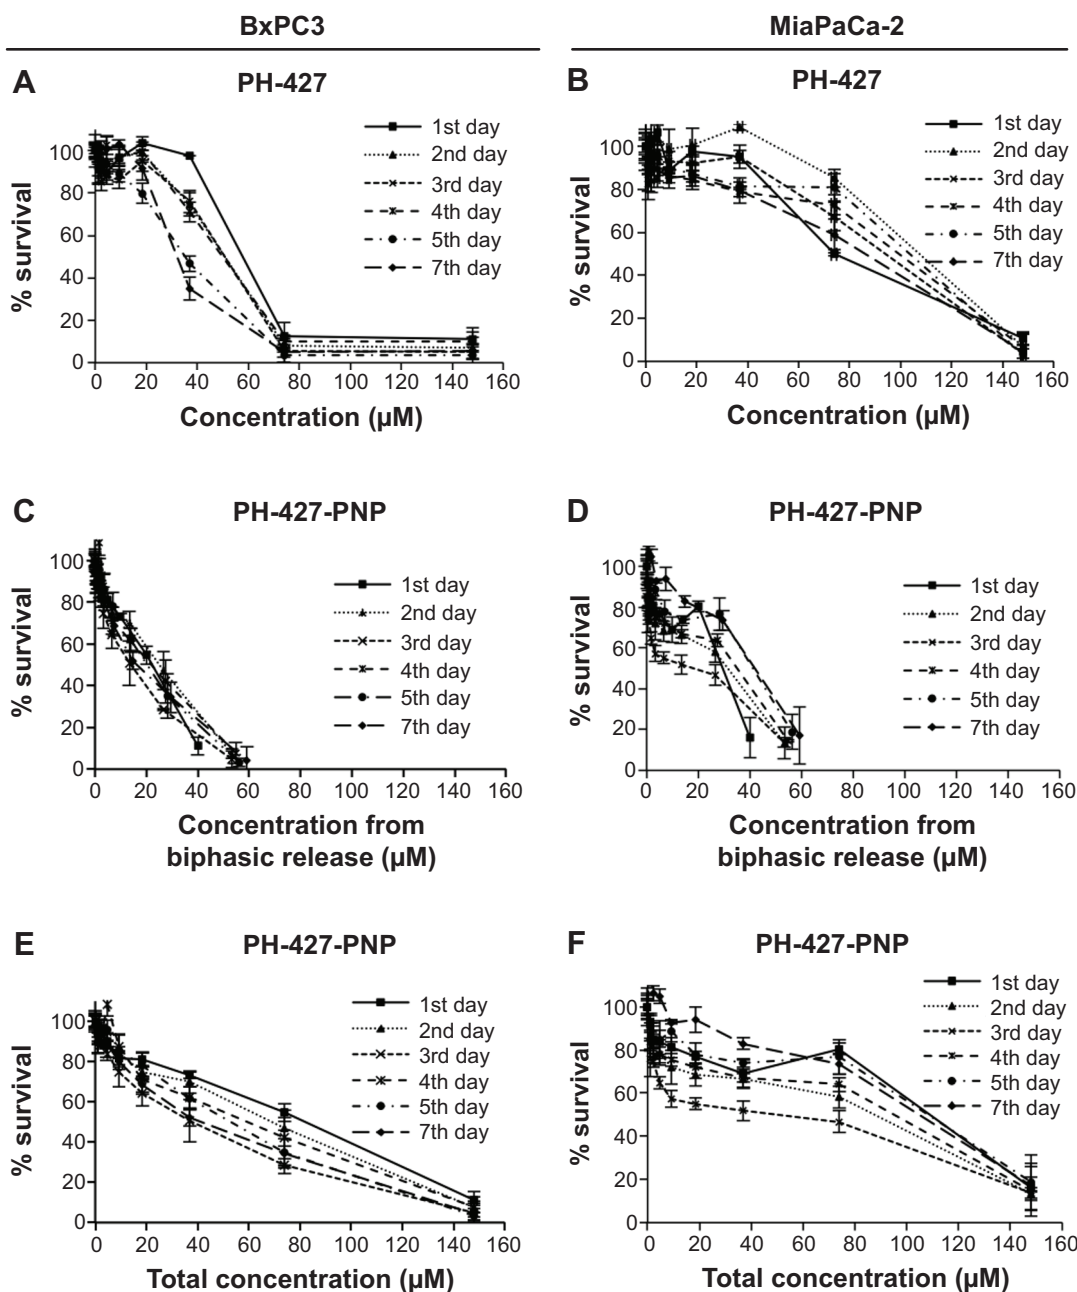 BxPC3
MiaPaCa-2
A
PH-427
% survival
100
80
60
40
20
0
0 20 40 60 80 100 120 140 160
Concentration (µM)
1st day
2nd day
3rd day
4th day
5th day
7th day
B
PH-427
% survival
100
80
60
40
20
0
0 20 40 60 80 100 120 140 160
Concentration (µM)
1st day
2nd day
3rd day
4th day
5th day
7th day
C
PH-427-PNP
% survival
100
80
60
40
20
0
0 20 40 60 80 100 120 140 160
Concentration from
biphasic release (µM)
1st day
2nd day
3rd day
4th day
5th day
7th day
D
PH-427-PNP
% survival
100
80
60
40
20
0
0 20 40 60 80 100 120 140 160
Concentration from
biphasic release (µM)
1st day
2nd day
3rd day
4th day
5th day
7th day
E
PH-427-PNP
% survival
100
80
60
40
20
0
0 20 40 60 80 100 120 140 160
Total concentration (µM)
1st day
2nd day
3rd day
4th day
5th day
7th day
F
PH-427-PNP
% survival
100
80
60
40
20
0
0 20 40 60 80 100 120 140 160
Total concentration (µM)
1st day
2nd day
3rd day
4th day
5th day
7th day